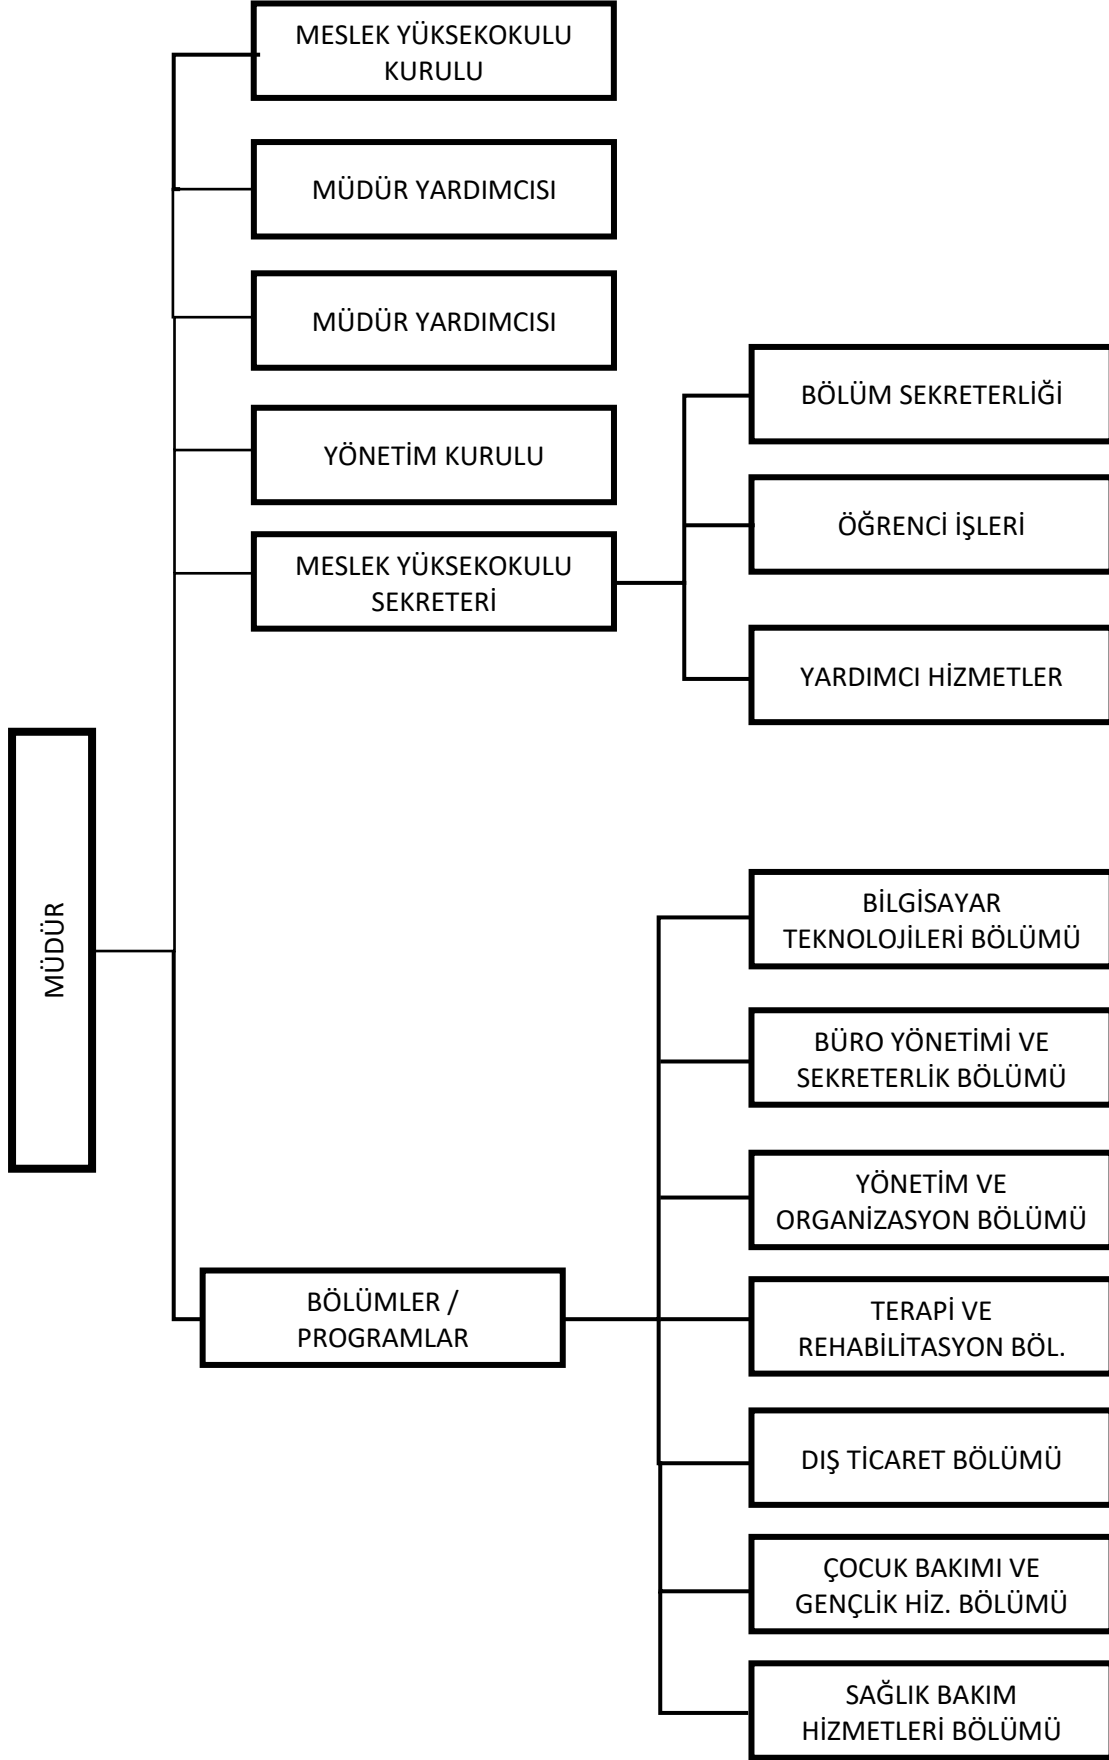 MESLEK YÜKSEKOKULU
KURULU
MÜDÜR YARDIMCISI
MÜDÜR YARDIMCISI
YÖNETİM KURULU
MESLEK YÜKSEKOKULU
SEKRETERİ
BÖLÜM SEKRETERLİĞİ
ÖĞRENCİ İŞLERİ
YARDIMCI HİZMETLER
MÜDÜR
BÖLÜMLER /
PROGRAMLAR
BİLGİSAYAR
TEKNOLOJİLERİ BÖLÜMÜ
BÜRO YÖNETİMİ VE
SEKRETERLİK BÖLÜMÜ
YÖNETİM VE
ORGANİZASYON BÖLÜMÜ
TERAPİ VE
REHABİLİTASYON BÖL.
DIŞ TİCARET BÖLÜMÜ
ÇOCUK BAKIMI VE
GENÇLİK HİZ. BÖLÜMÜ
SAĞLIK BAKIM
HİZMETLERİ BÖLÜMÜ